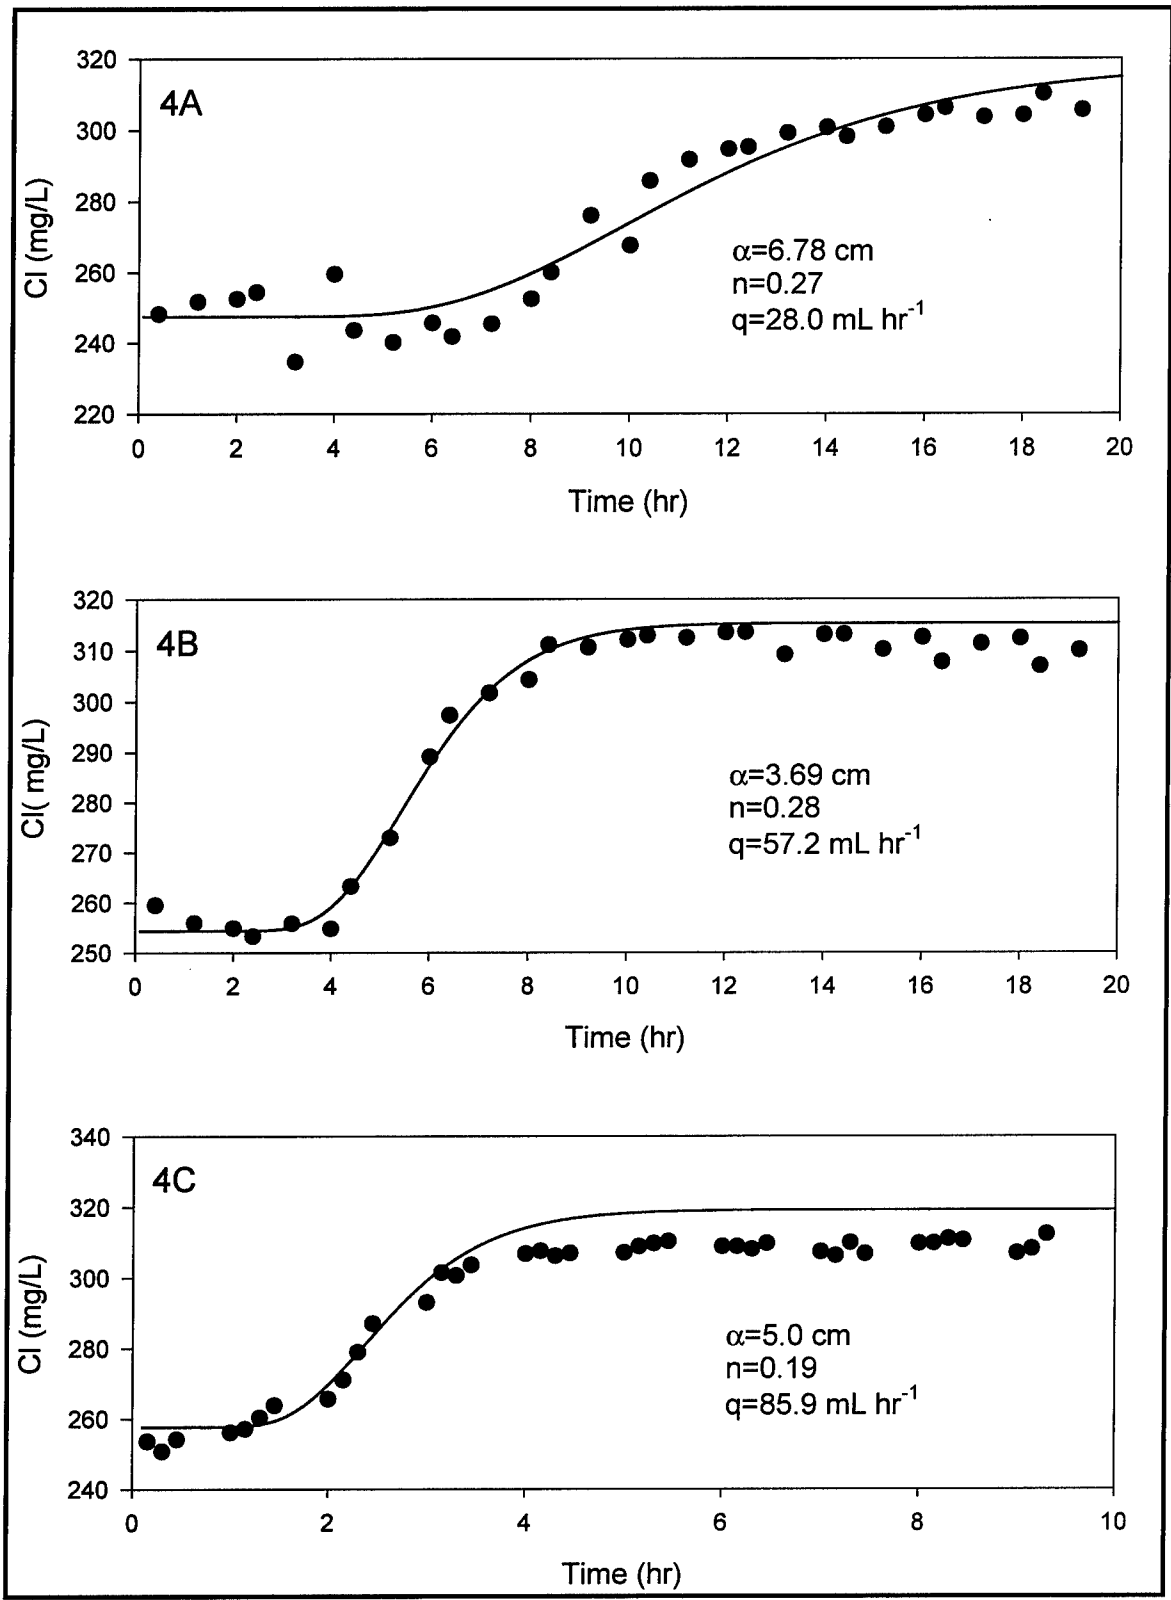 4A
320
300
280
260
240
220
Cl (mg/L)
α=6.78 cm
n=0.27
q=28.0 mL hr-1
0 2 4 6 8 10 12 14 16 18 20
Time (hr)
4B
320
310
300
290
280
270
260
250
Cl( mg/L)
α=3.69 cm
n=0.28
q=57.2 mL hr-1
0 2 4 6 8 10 12 14 16 18 20
Time (hr)
4C
340
320
300
280
260
240
Cl (mg/L)
α=5.0 cm
n=0.19
q=85.9 mL hr-1
0 2 4 6 8 10
Time (hr)